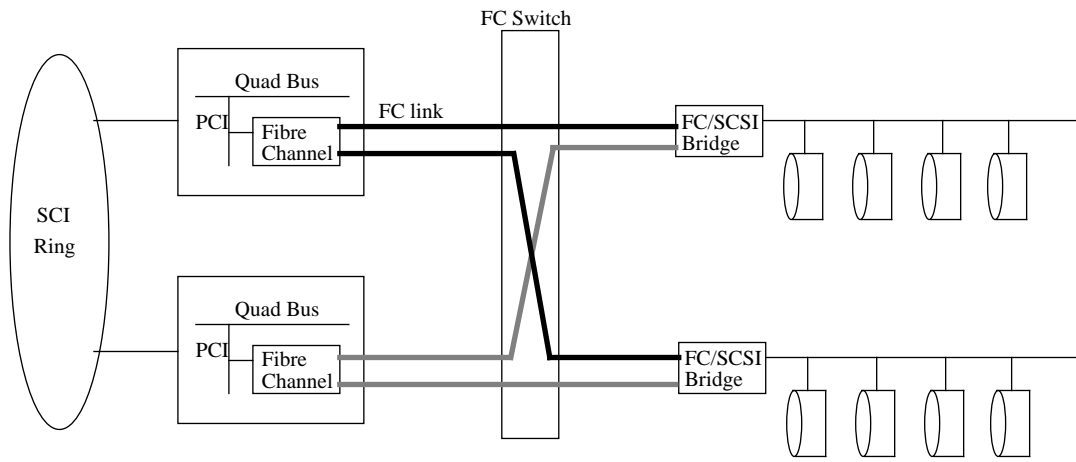 FC Switch
Quad Bus
FC link
PCI
Fibre
Channel
FC/SCSI
Bridge
SCI
Ring
Quad Bus
PCI
Fibre
Channel
FC/SCSI
Bridge